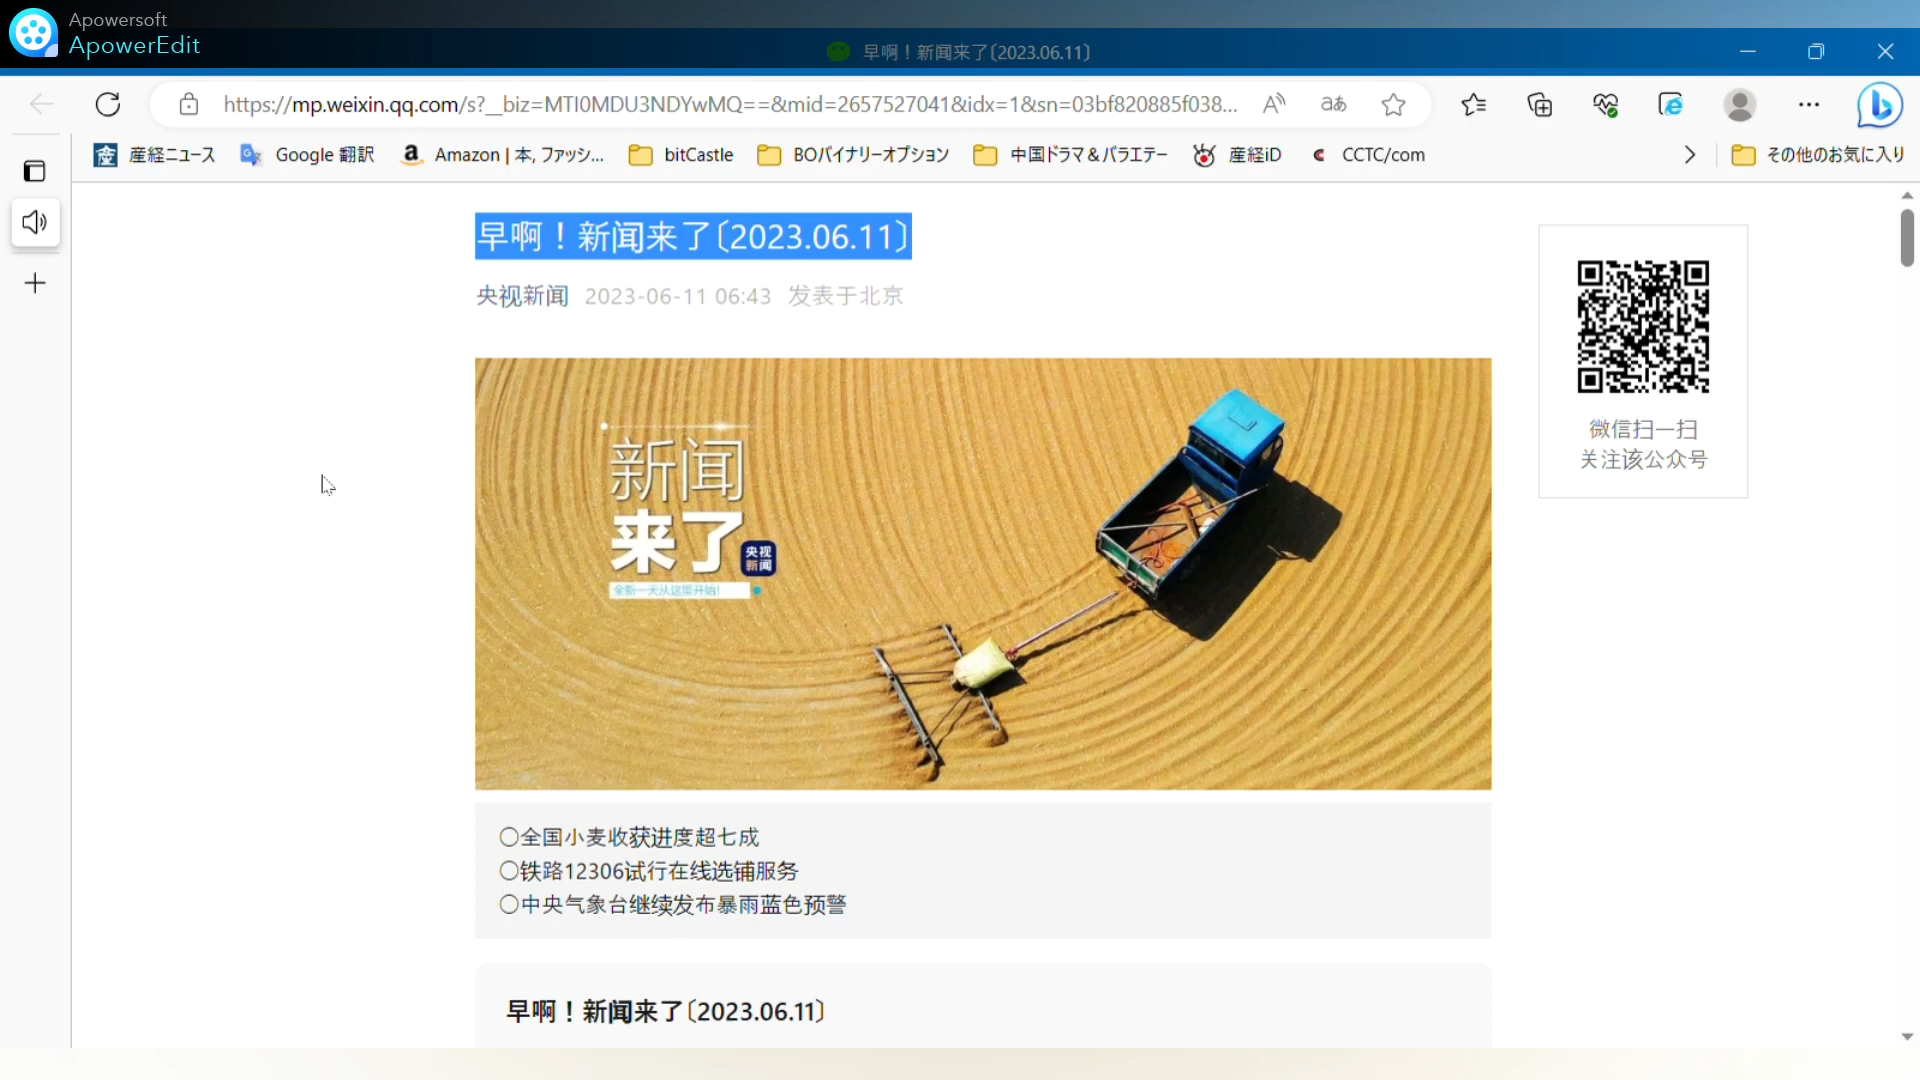 Apowersoft
ApowerEdit
早啊！新闻来了〔2023.06.11〕
https://mp.weixin.qq.com/s?__biz=MTI0MDU3NDYwMQ==&mid=2657527041&idx=1&sn=03bf820885f038...
産経ニュース
Google 翻訳
Amazon | 本, ファッシ...
bitCastle
BOバイナリーオプション
中国ドラマ＆バラエテー
産経iD
CCTC/com
その他のお気に入り
早啊！新闻来了〔2023.06.11〕
央视新闻 2023-06-11 06:43 发表于北京
新闻
来了
央视
新闻
全新一天从这里开始！
微信扫一扫
关注该公众号
〇全国小麦收获进度超七成
〇铁路12306试行在线选铺服务
〇中央气象台继续发布暴雨蓝色预警
早啊！新闻来了〔2023.06.11〕